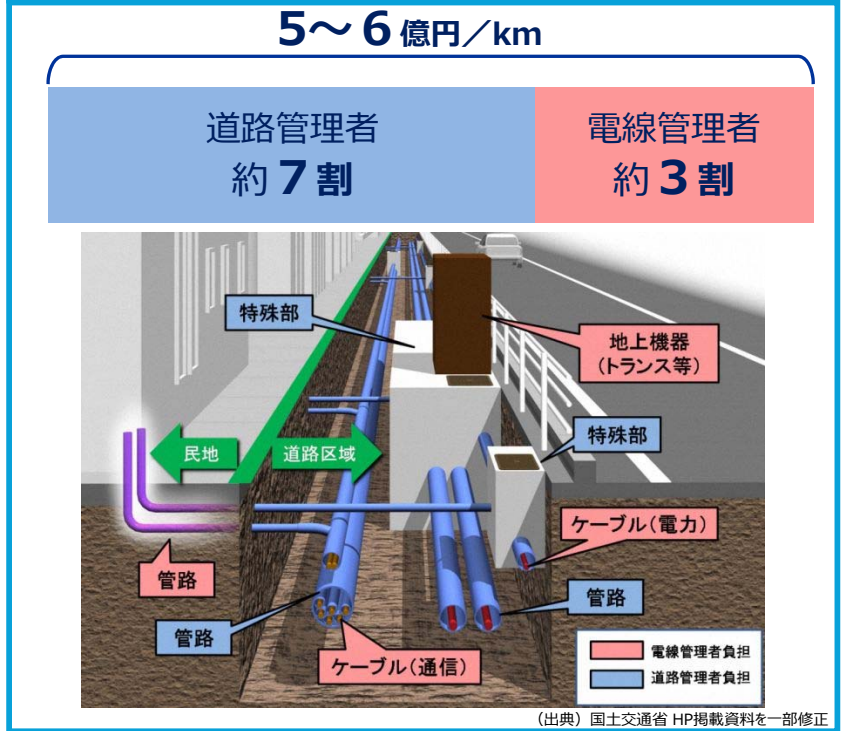 5～6億円／km
道路管理者
約7割
電線管理者
約3割
特殊部
地上機器
(トランス等)
民地
道路区域
特殊部
ケーブル(電力)
管路
管路
管路
ケーブル(通信)
電線管理者負担
道路管理者負担
（出典）国土交通省 HP掲載資料を一部修正